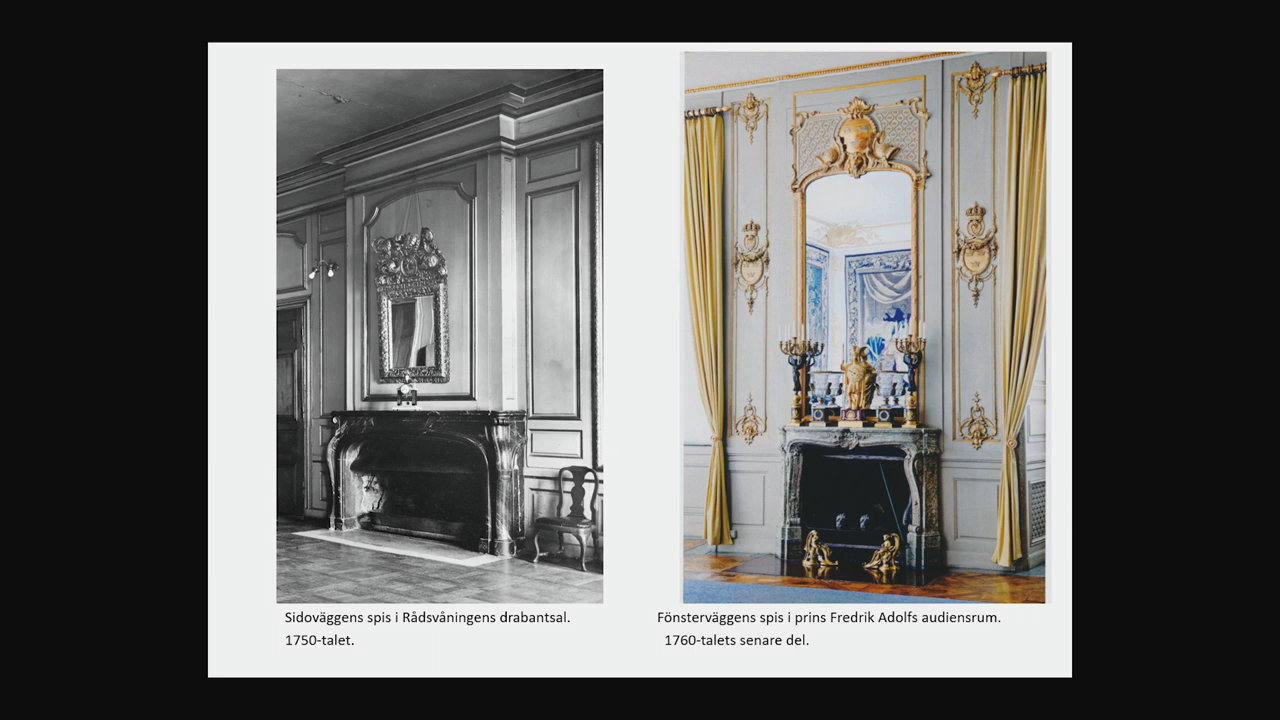 Sidoväggens spis i Rådsvåningens drabantsal.
1750-talet.
Fönsterväggens spis i prins Fredrik Adolfs audiensrum.
1760-talets senare del.